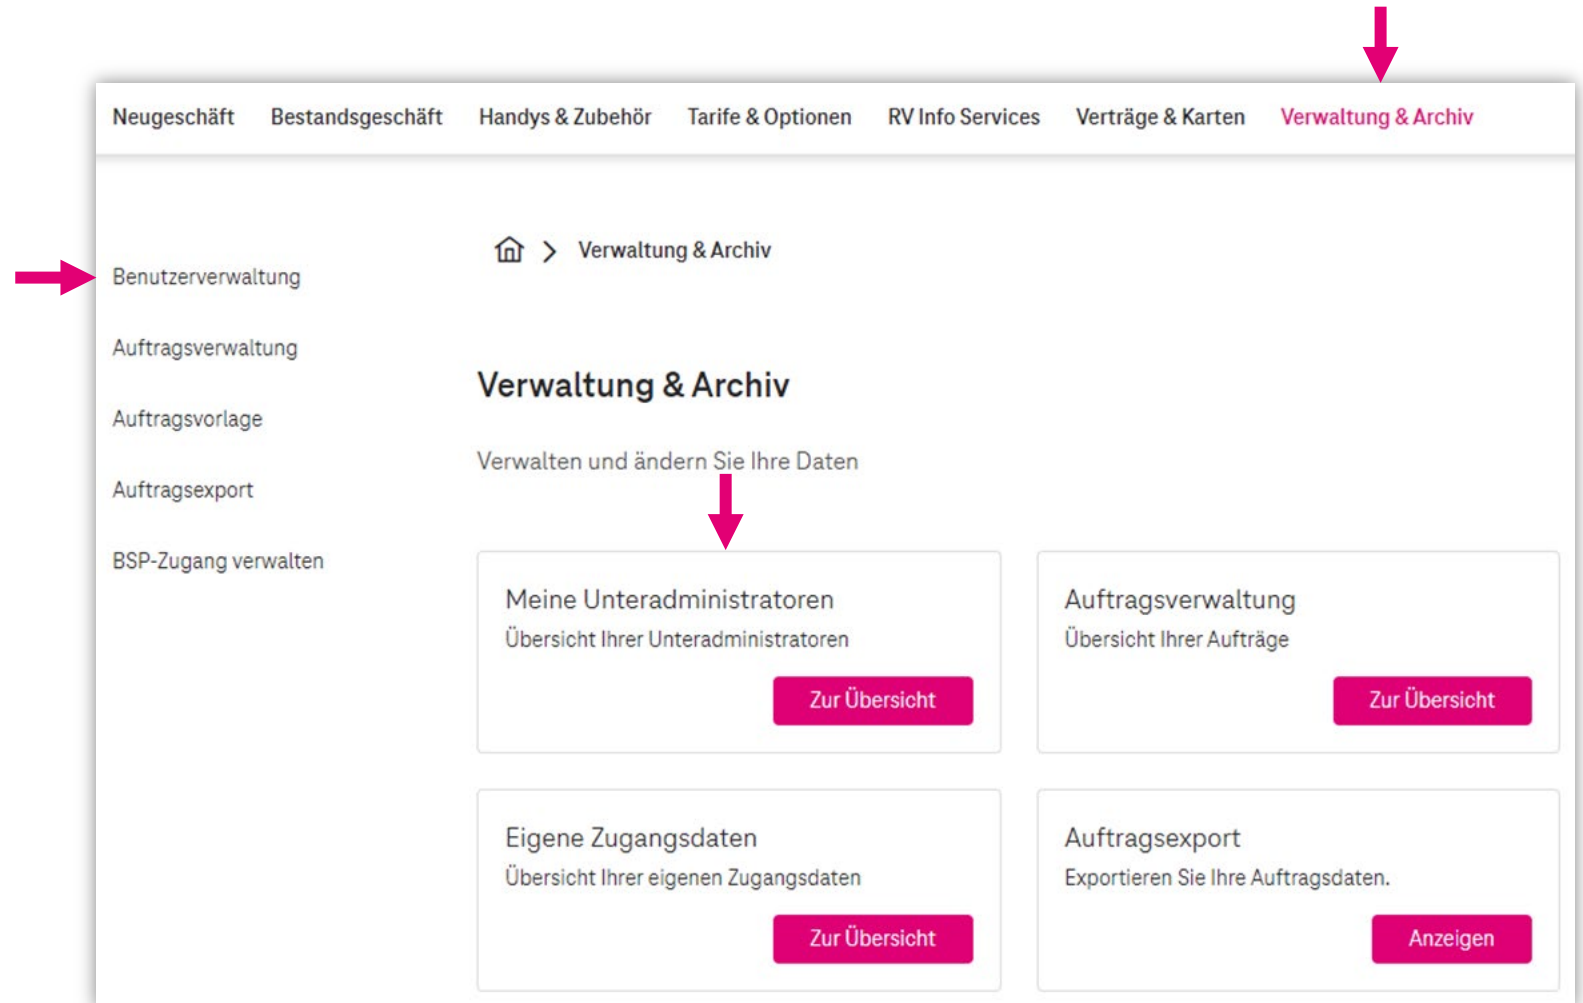 Neugeschäft Bestandsgeschäft Handys & Zubehör Tarife & Optionen RV Info Services Verträge & Karten Verwaltung & Archiv
Verwaltung & Archiv
Benutzerverwaltung
Auftragsverwaltung
Auftragsvorlage
Auftragsexport
BSP-Zugang verwalten
Verwaltung & Archiv
Verwalten und ändern Sie Ihre Daten
Meine Unteradministratoren
Übersicht Ihrer Unteradministratoren
Zur Übersicht
Auftragsverwaltung
Übersicht Ihrer Aufträge
Zur Übersicht
Eigene Zugangsdaten
Übersicht Ihrer eigenen Zugangsdaten
Zur Übersicht
Auftragsexport
Exportieren Sie Ihre Auftragsdaten.
Anzeigen